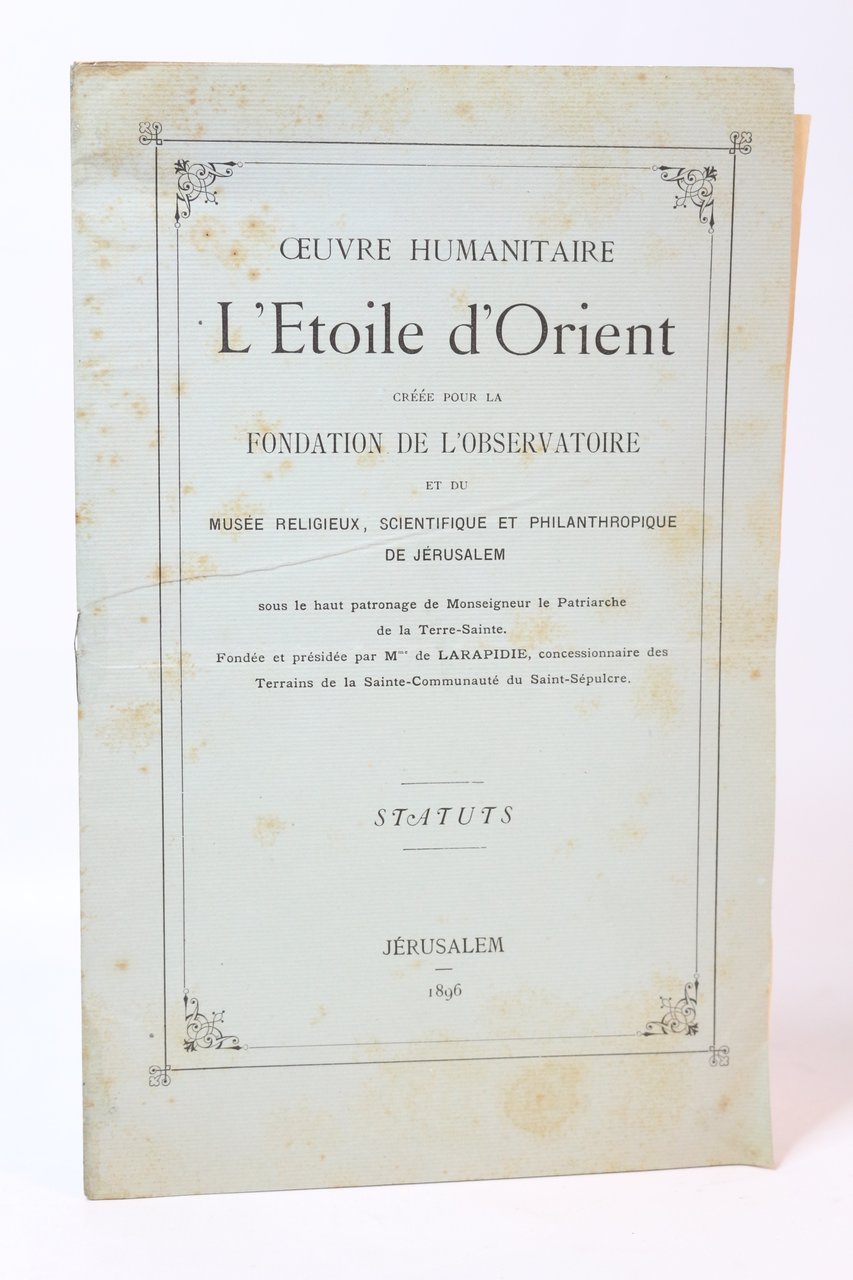 ŒUVRE HUMANITAIRE
L'Etoile d'Orient
CRÉÉE POUR LA
FONDATION DE L'OBSERVATOIRE
ET DU
MUSÉE RELIGIEUX, SCIENTIFIQUE ET PHILANTHROPIQUE
DE JÉRUSALEM
sous le haut patronage de Monseigneur le Patriarche
de la Terre-Sainte.
Fondée et présidée par Mme de LARAPIDIE, concessionnaire des
Terrains de la Sainte-Communauté du Saint-Sépulcre.
STATUTS
JÉRUSALEM
1896